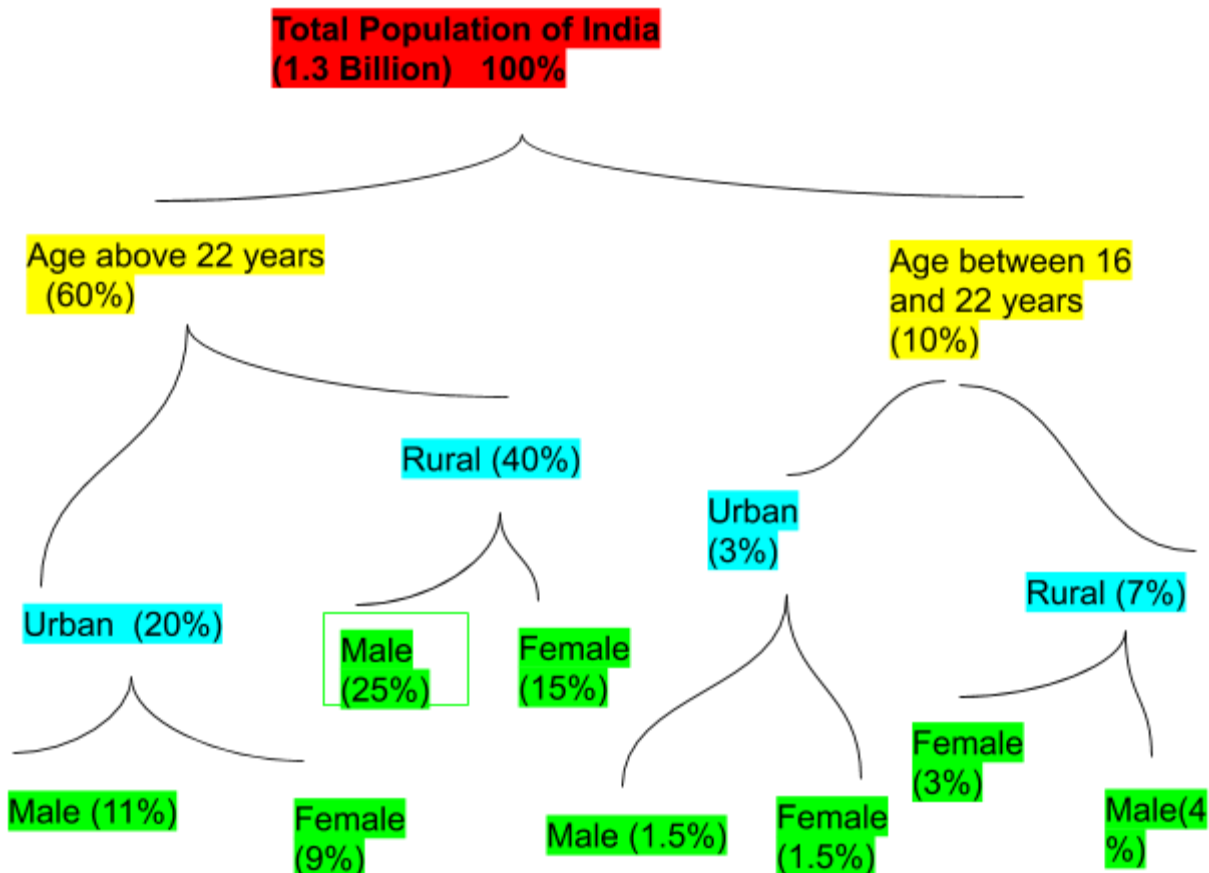 Total Population of India
(1.3 Billion) 100%
Age above 22 years
(60%)
Age between 16
and 22 years
(10%)
Rural (40%)
Urban
(3%)
Rural (7%)
Urban (20%)
Male
(25%)
Female
(15%)
Female
(3%)
Male (11%)
Female
(9%)
Male (1.5%)
Female
(1.5%)
Male(4
%)